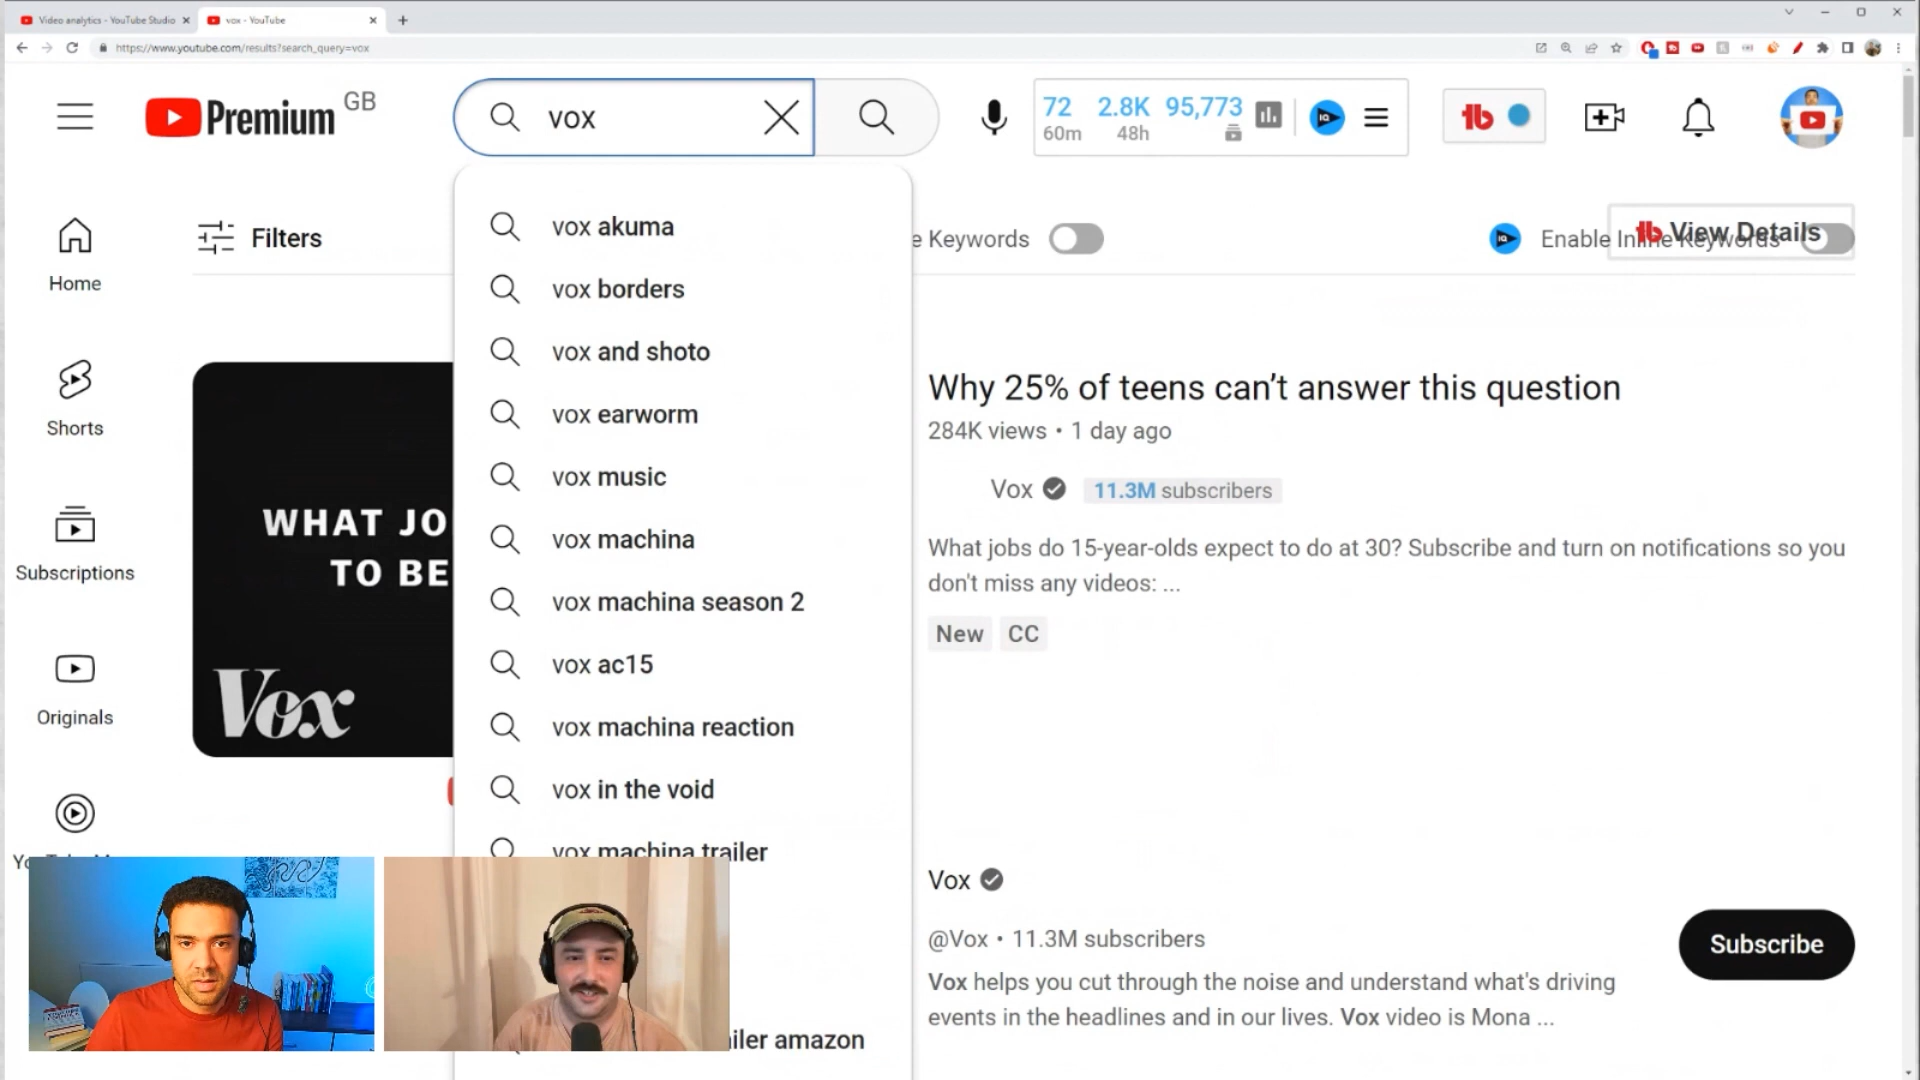 Video analytics - YouTube Studio
vox - YouTube
https://www.youtube.com/results?search_query=vox
Premium GB
vox
72 2.8K 95,773
60m 48h
Home
Shorts
Subscriptions
Originals
Filters
vox akuma
vox borders
vox and shoto
vox earworm
vox music
vox machina
vox machina season 2
vox ac15
vox machina reaction
vox in the void
vox machina trailer
iler amazon
e Keywords
Enable Inline Keywords
View Details
WHAT JO
TO BE
Vox
Why 25% of teens can’t answer this question
284K views • 1 day ago
Vox 11.3M subscribers
What jobs do 15-year-olds expect to do at 30? Subscribe and turn on notifications so you
don't miss any videos: ...
New CC
Vox
@Vox • 11.3M subscribers
Vox helps you cut through the noise and understand what's driving
events in the headlines and in our lives. Vox video is Mona ...
Subscribe